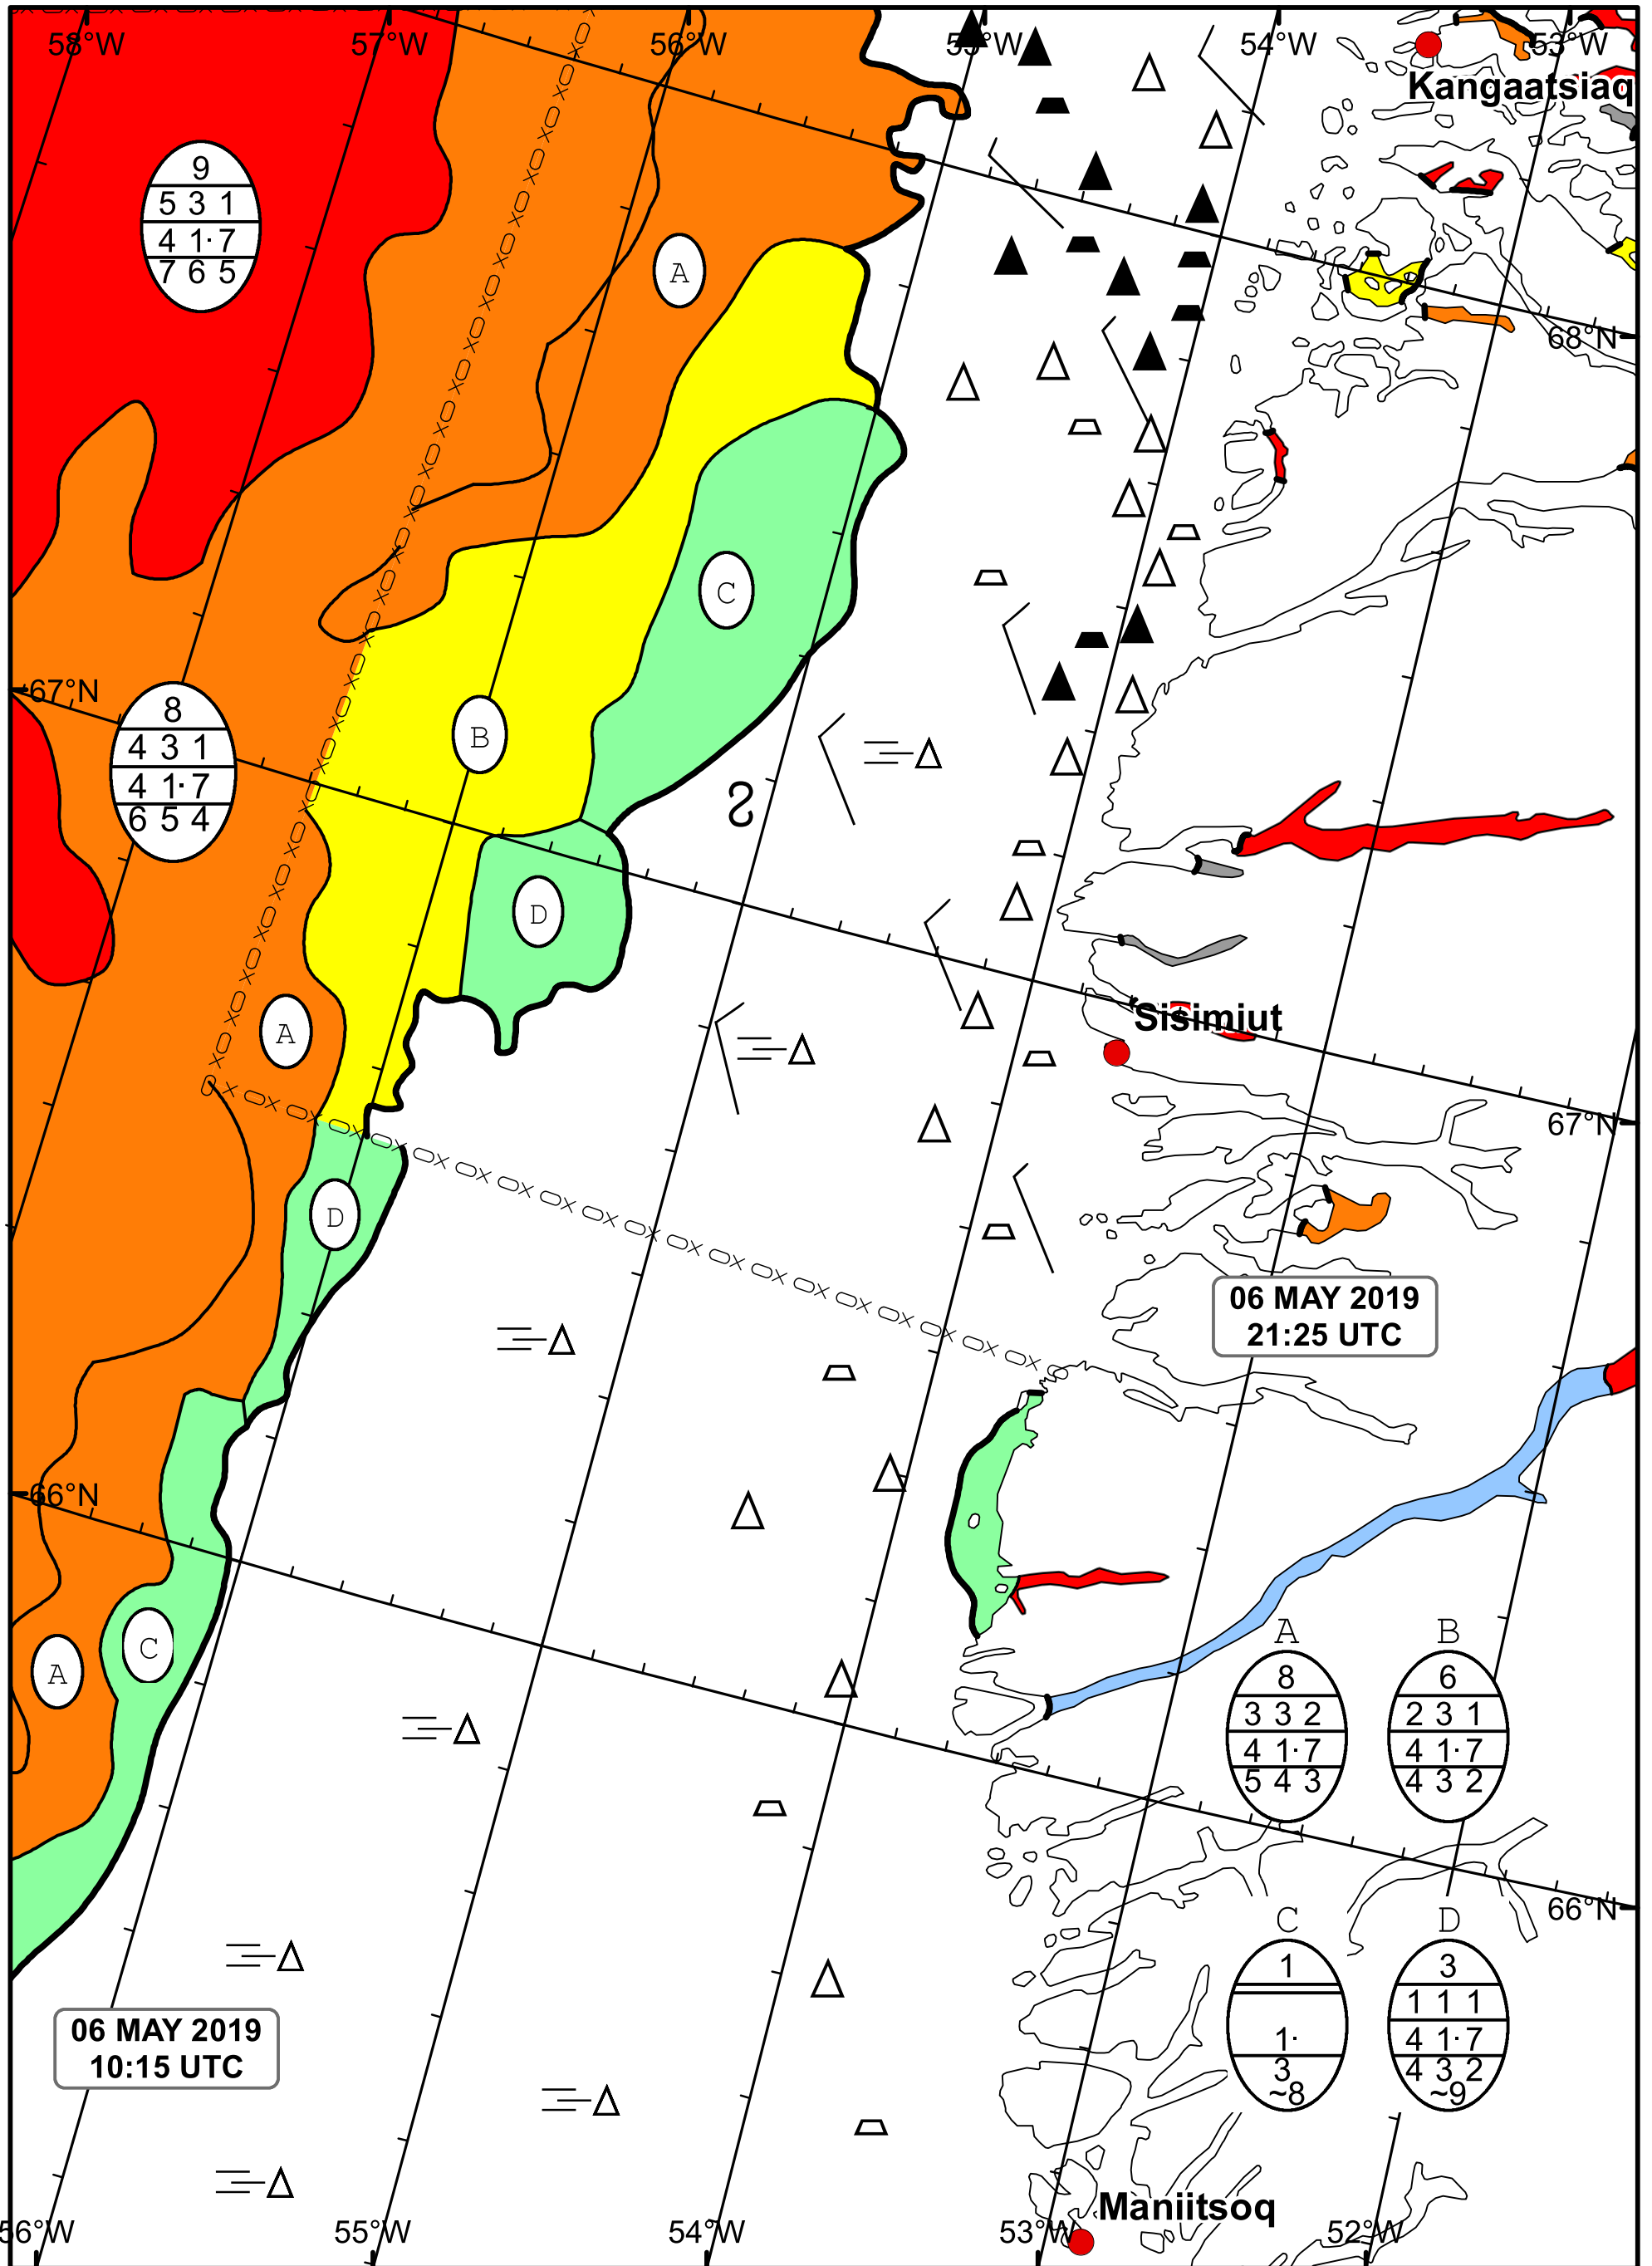 58°W
57°W
56°W
55°W
54°W
53°W
Kangaatsiaq
9
5 3 1
4 1· 7
7 6 5
A
68°N
C
67°N
8
4 3 1
4 1· 7
6 5 4
B
D
A
Sisimiut
67°N
D
06 MAY 2019
21:25 UTC
66°N
A
C
A
8
3 3 2
4 1· 7
5 4 3
B
6
2 3 1
4 1· 7
4 3 2
66°N
C
1
1·
3
~8
D
3
1 1 1
4 1· 7
4 3 2
~9
06 MAY 2019
10:15 UTC
Maniitsoq
56°W
55°W
54°W
53°W
52°W